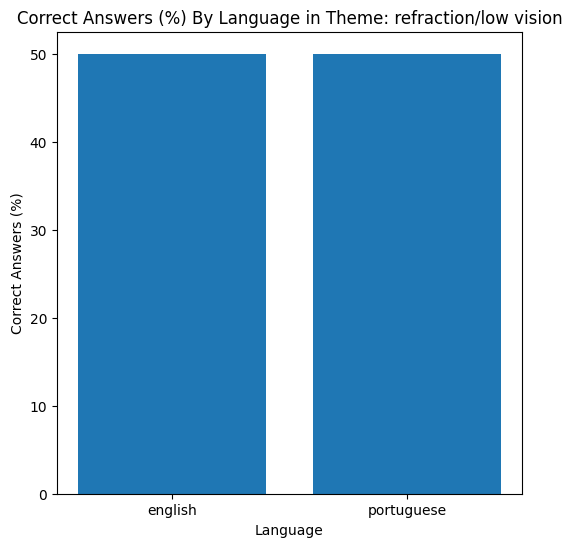 Correct Answers (%) By Language in Theme: refraction/low vision
Correct Answers (%)
50
40
30
20
10
0
english
portuguese
Language